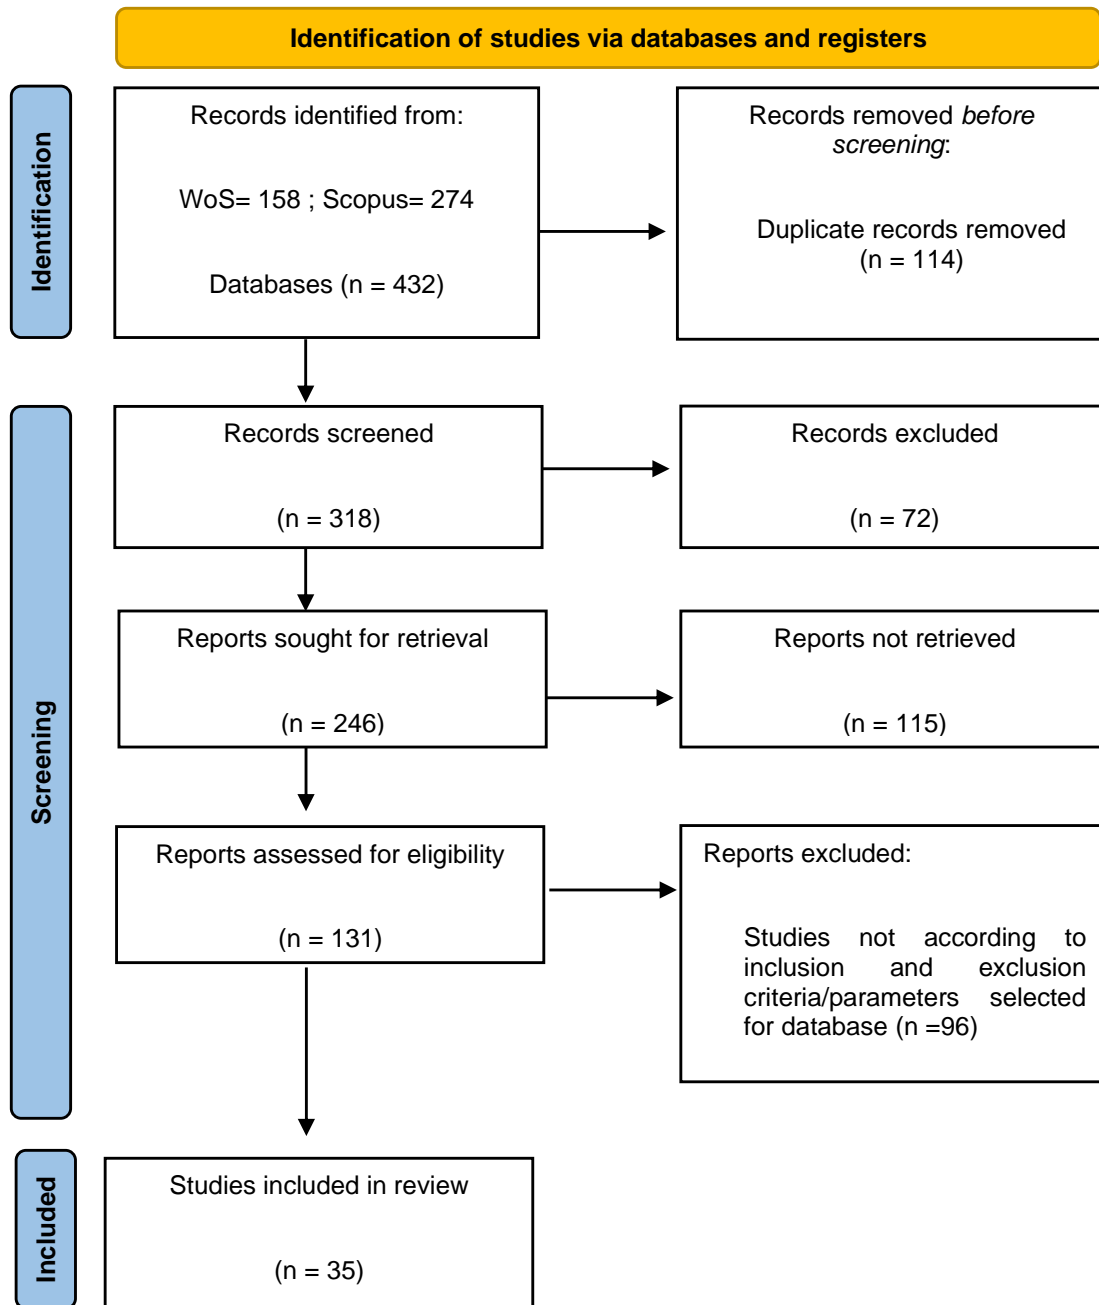 Identification of studies via databases and registers
Identification
Records identified from:
WoS= 158 ; Scopus= 274
Databases (n = 432)
Records removed before
screening:
Duplicate records removed
(n = 114)
Screening
Records screened
(n = 318)
Records excluded
(n = 72)
Reports sought for retrieval
(n = 246)
Reports not retrieved
(n = 115)
Reports assessed for eligibility
(n = 131)
Reports excluded:
Studies not according to
inclusion and exclusion
criteria/parameters selected
for database (n =96)
Included
Studies included in review
(n = 35)